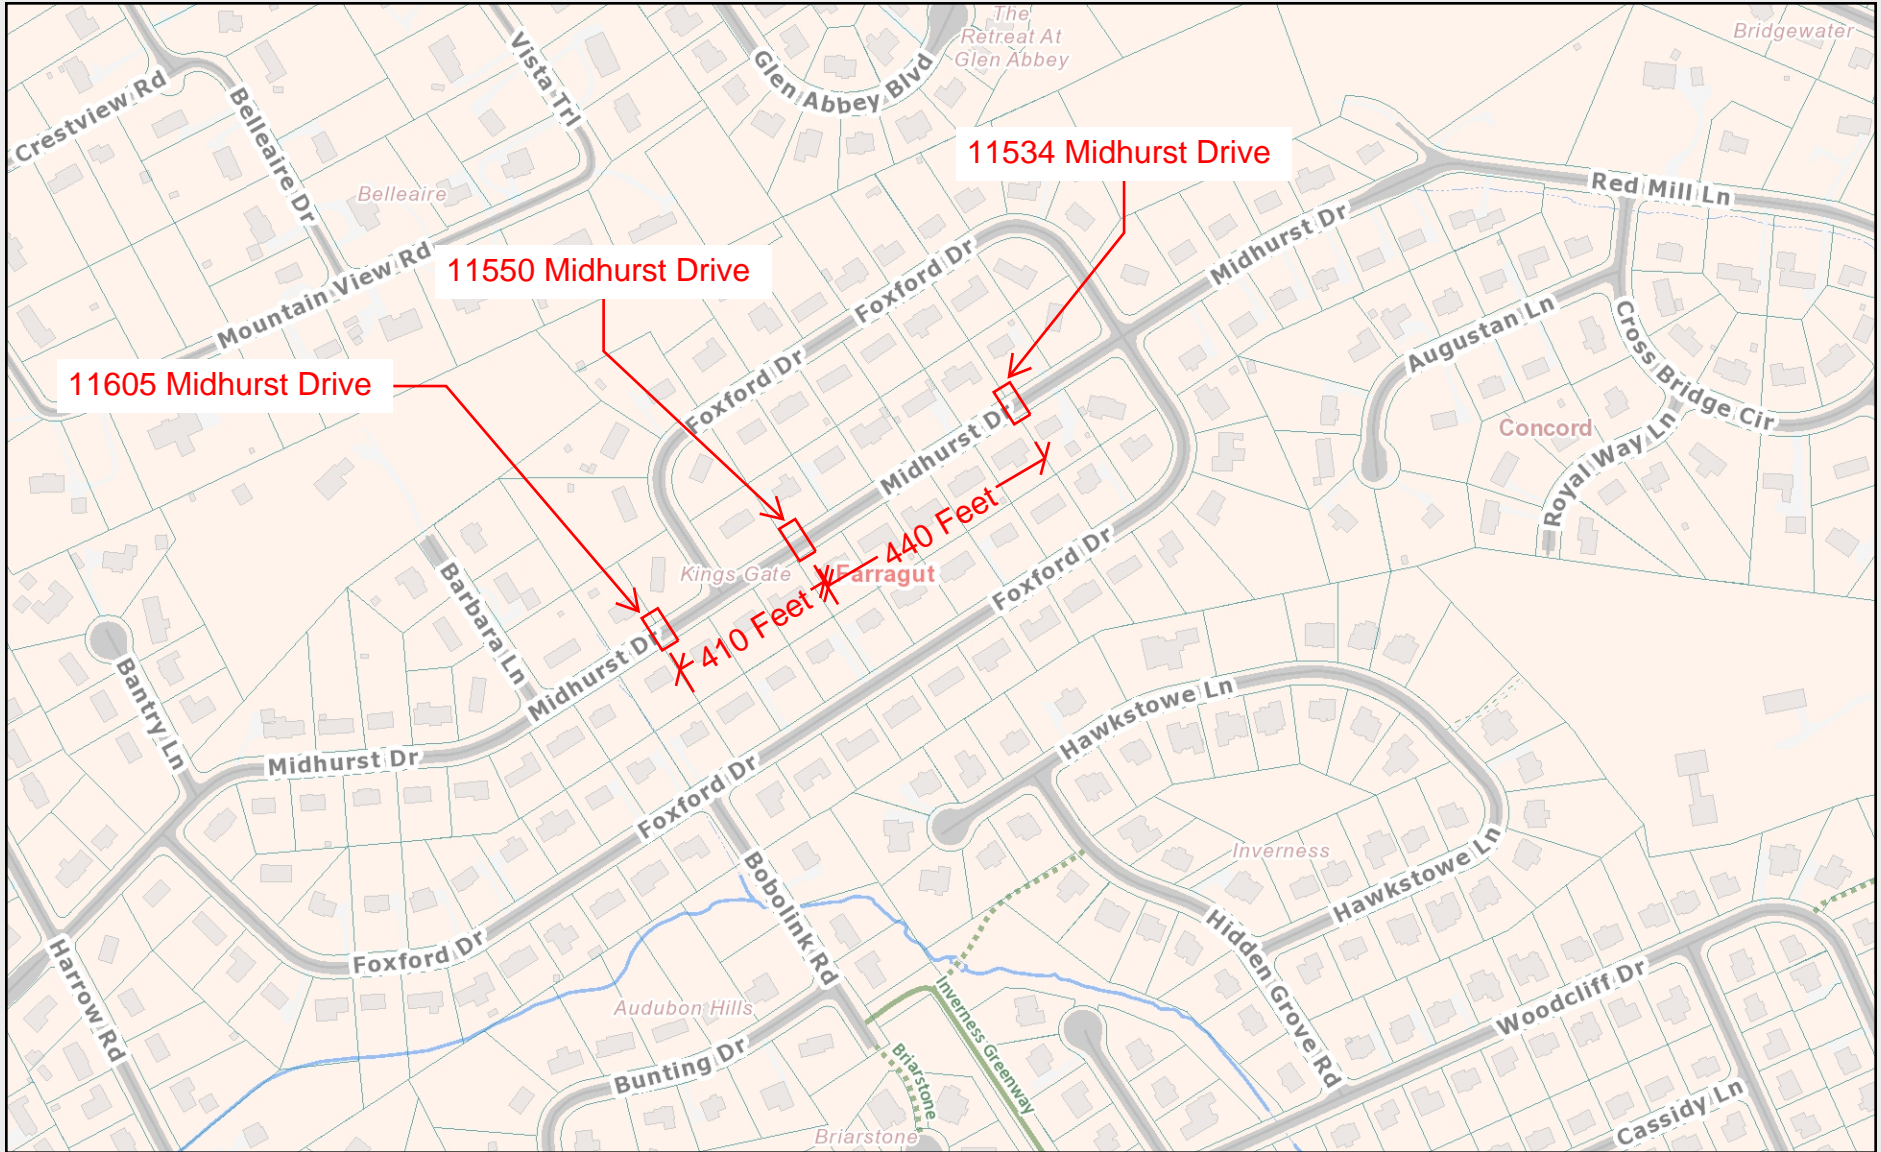 The
Retreat At
Glen Abbey
Bridgewater
Vista Trl
Glen Abbey Blvd
Crestview Rd
Belleaire Dr
11534 Midhurst Drive
Belleaire
Red Mill Ln
Midhurst Dr
Foxford Dr
11550 Midhurst Drive
Mountain View Rd
Augustan Ln
Cross Bridge Cir
11605 Midhurst Drive
Foxford Dr
Midhurst Dr
Concord
Royal Way Ln
440 Feet
Kings Gate
Farragut
Foxford Dr
410 Feet
Barbara Ln
Midhurst Dr
Bantry Ln
Hawkstowe Ln
Midhurst Dr
Foxford Dr
Inverness
Hawkstowe Ln
Bobolink Rd
Hidden Grove Rd
Foxford Dr
Harrow Rd
Woodcliff Dr
Audubon Hills
Inverness Greenway
Bunting Dr
Briarstone
Cassidy Ln
Briarstone